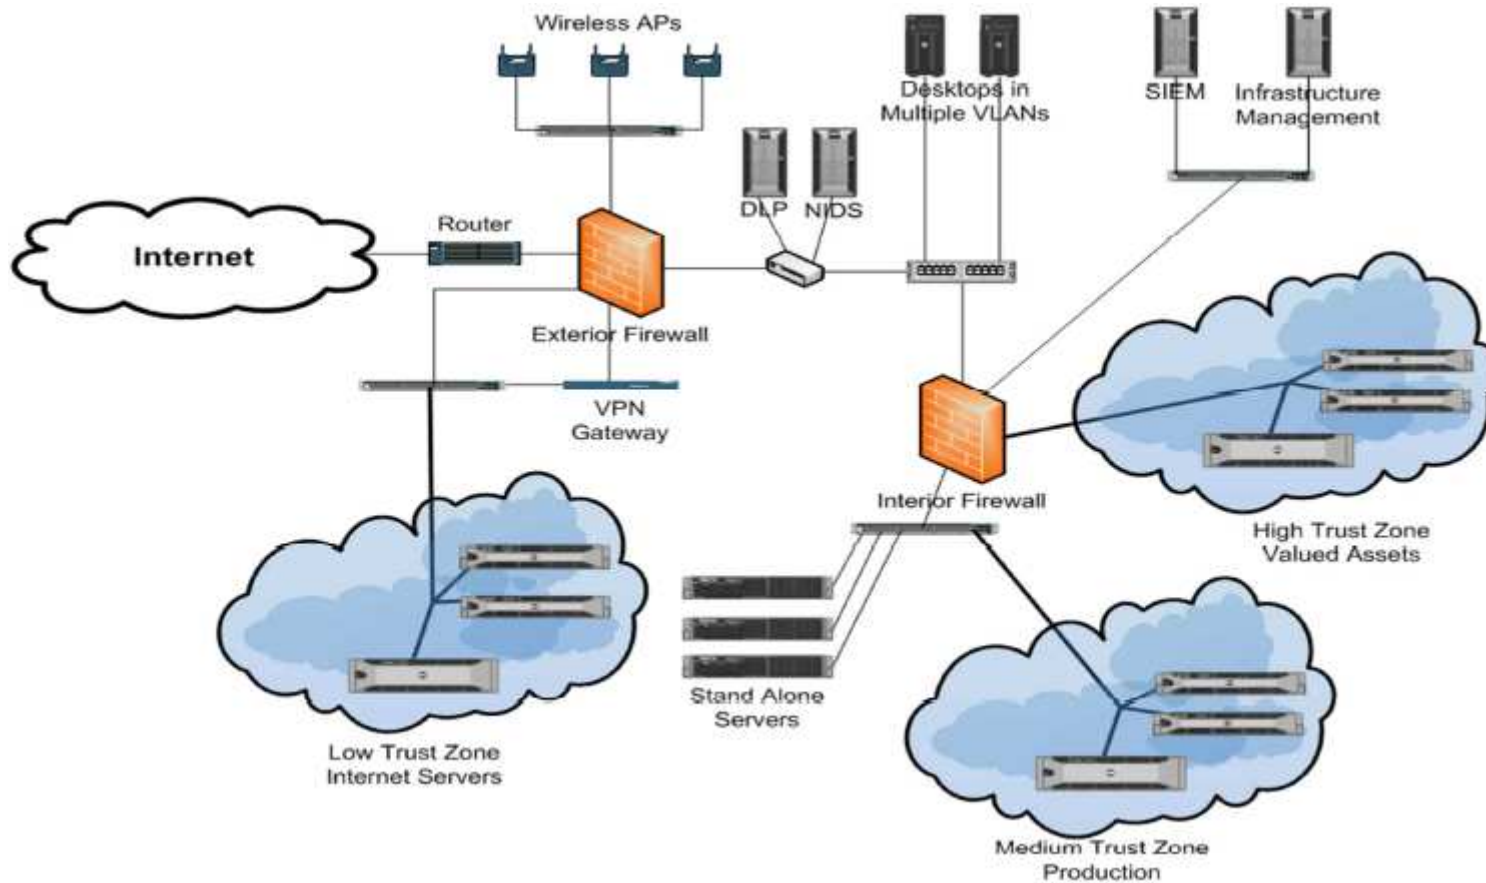 Wireless APs
Desktops in
Multiple VLANs
SIEM
Infrastructure
Management
DLP
NIDS
Router
Internet
Exterior Firewall
VPN
Gateway
Interior Firewall
High Trust Zone
Valued Assets
Stand Alone
Servers
Low Trust Zone
Internet Servers
Medium Trust Zone
Production